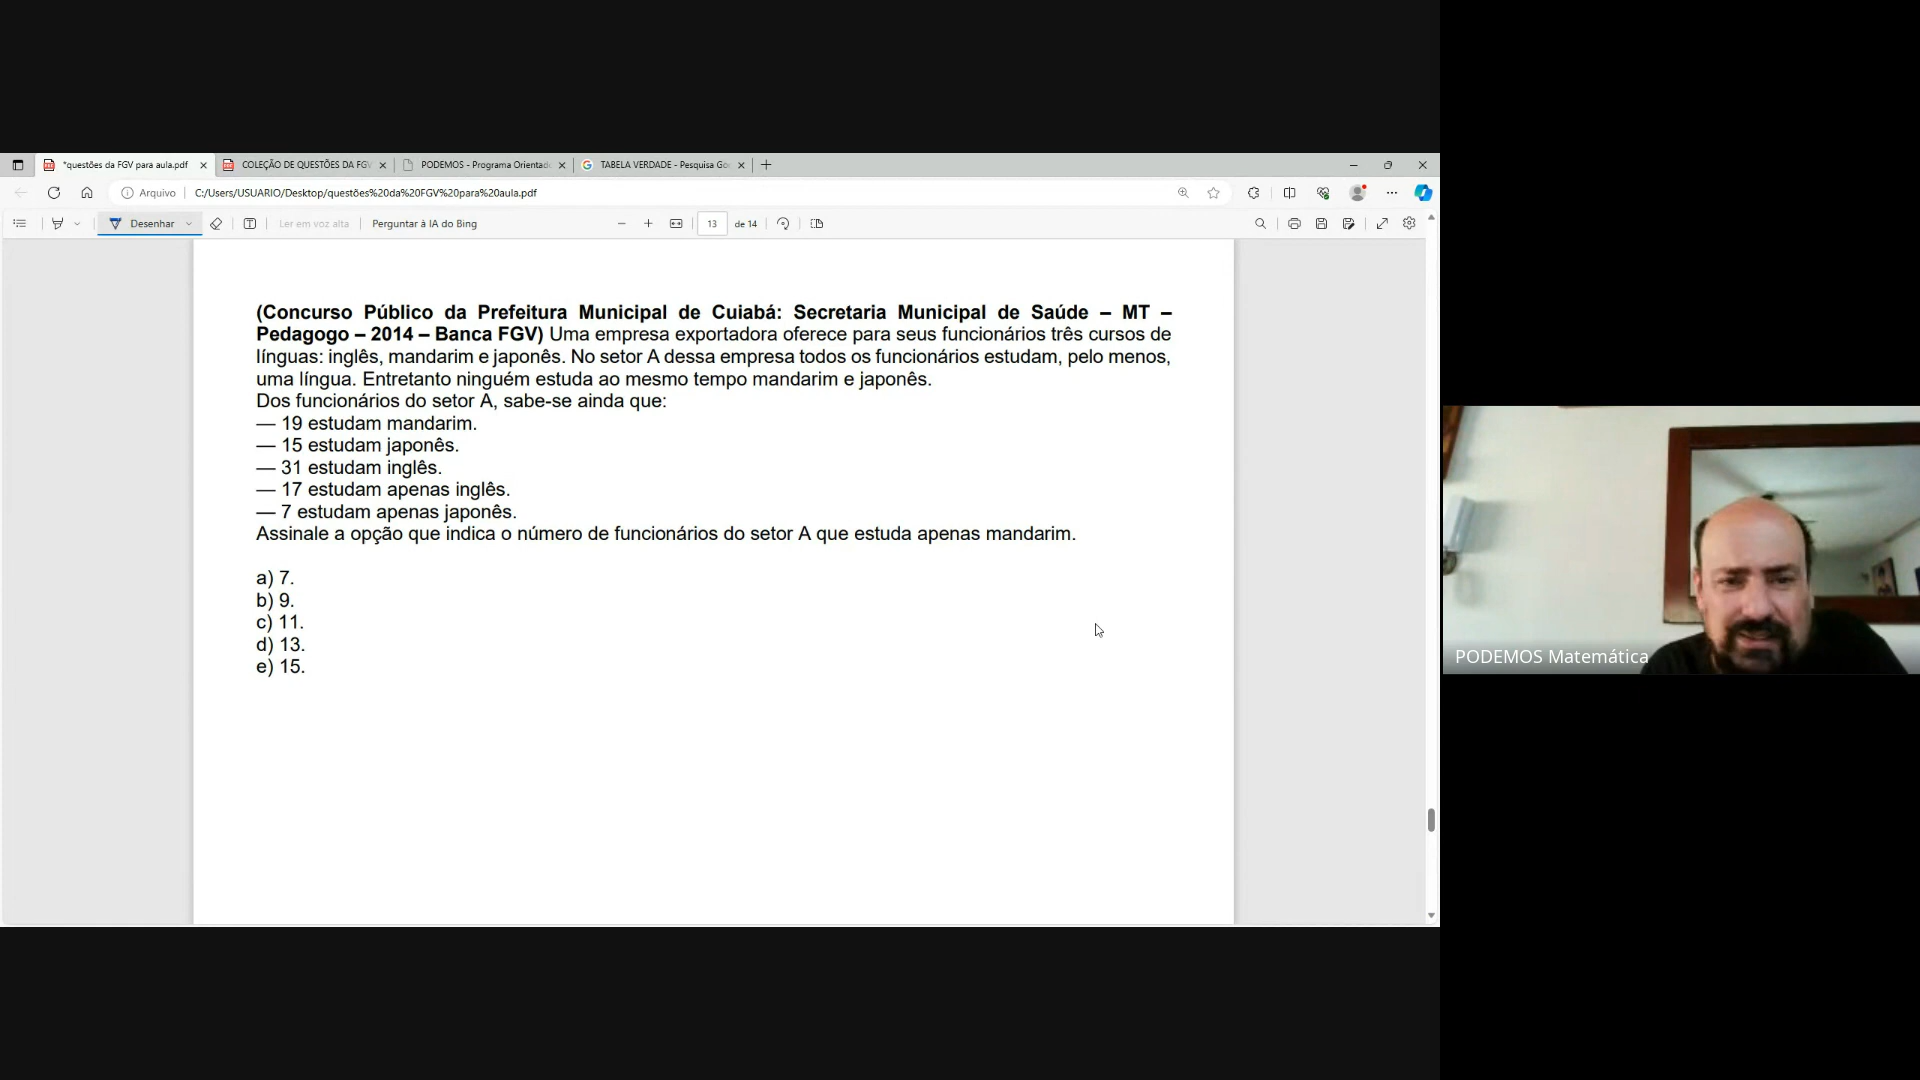 *questões da FGV para aula.pdf
COLEÇÃO DE QUESTÕES DA FGV
PODEMOS - Programa Orientad
TABELA VERDADE - Pesquisa Go
Arquivo
C:/Users/USUARIO/Desktop/questões%20da%20FGV%20para%20aula.pdf
Desenhar
Ler em voz alta
Perguntar à IA do Bing
13 de 14
(Concurso Público da Prefeitura Municipal de Cuiabá: Secretaria Municipal de Saúde – MT –
Pedagogo – 2014 – Banca FGV) Uma empresa exportadora oferece para seus funcionários três cursos de
línguas: inglês, mandarim e japonês. No setor A dessa empresa todos os funcionários estudam, pelo menos,
uma língua. Entretanto ninguém estuda ao mesmo tempo mandarim e japonês.
Dos funcionários do setor A, sabe-se ainda que:
— 19 estudam mandarim.
— 15 estudam japonês.
— 31 estudam inglês.
— 17 estudam apenas inglês.
— 7 estudam apenas japonês.
Assinale a opção que indica o número de funcionários do setor A que estuda apenas mandarim.
a) 7.
b) 9.
c) 11.
d) 13.
e) 15.
PODEMOS Matemática